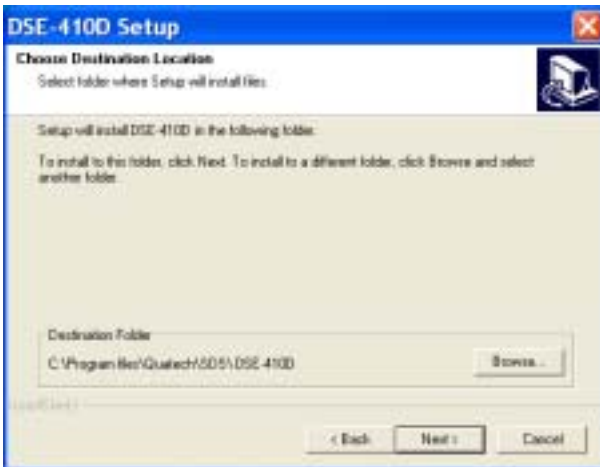 DSE-410D Setup
Choose Destination Location
Select folder where Setup will install files.
Setup will install DSE-410D in the following folder.
To install to this folder, click Next. To install to a different folder, click Browse and select
another folder.
Destination Folder
C:\Program files\Quatech\SDS\DSE-410D
Browse...
< Back
Next >
Cancel